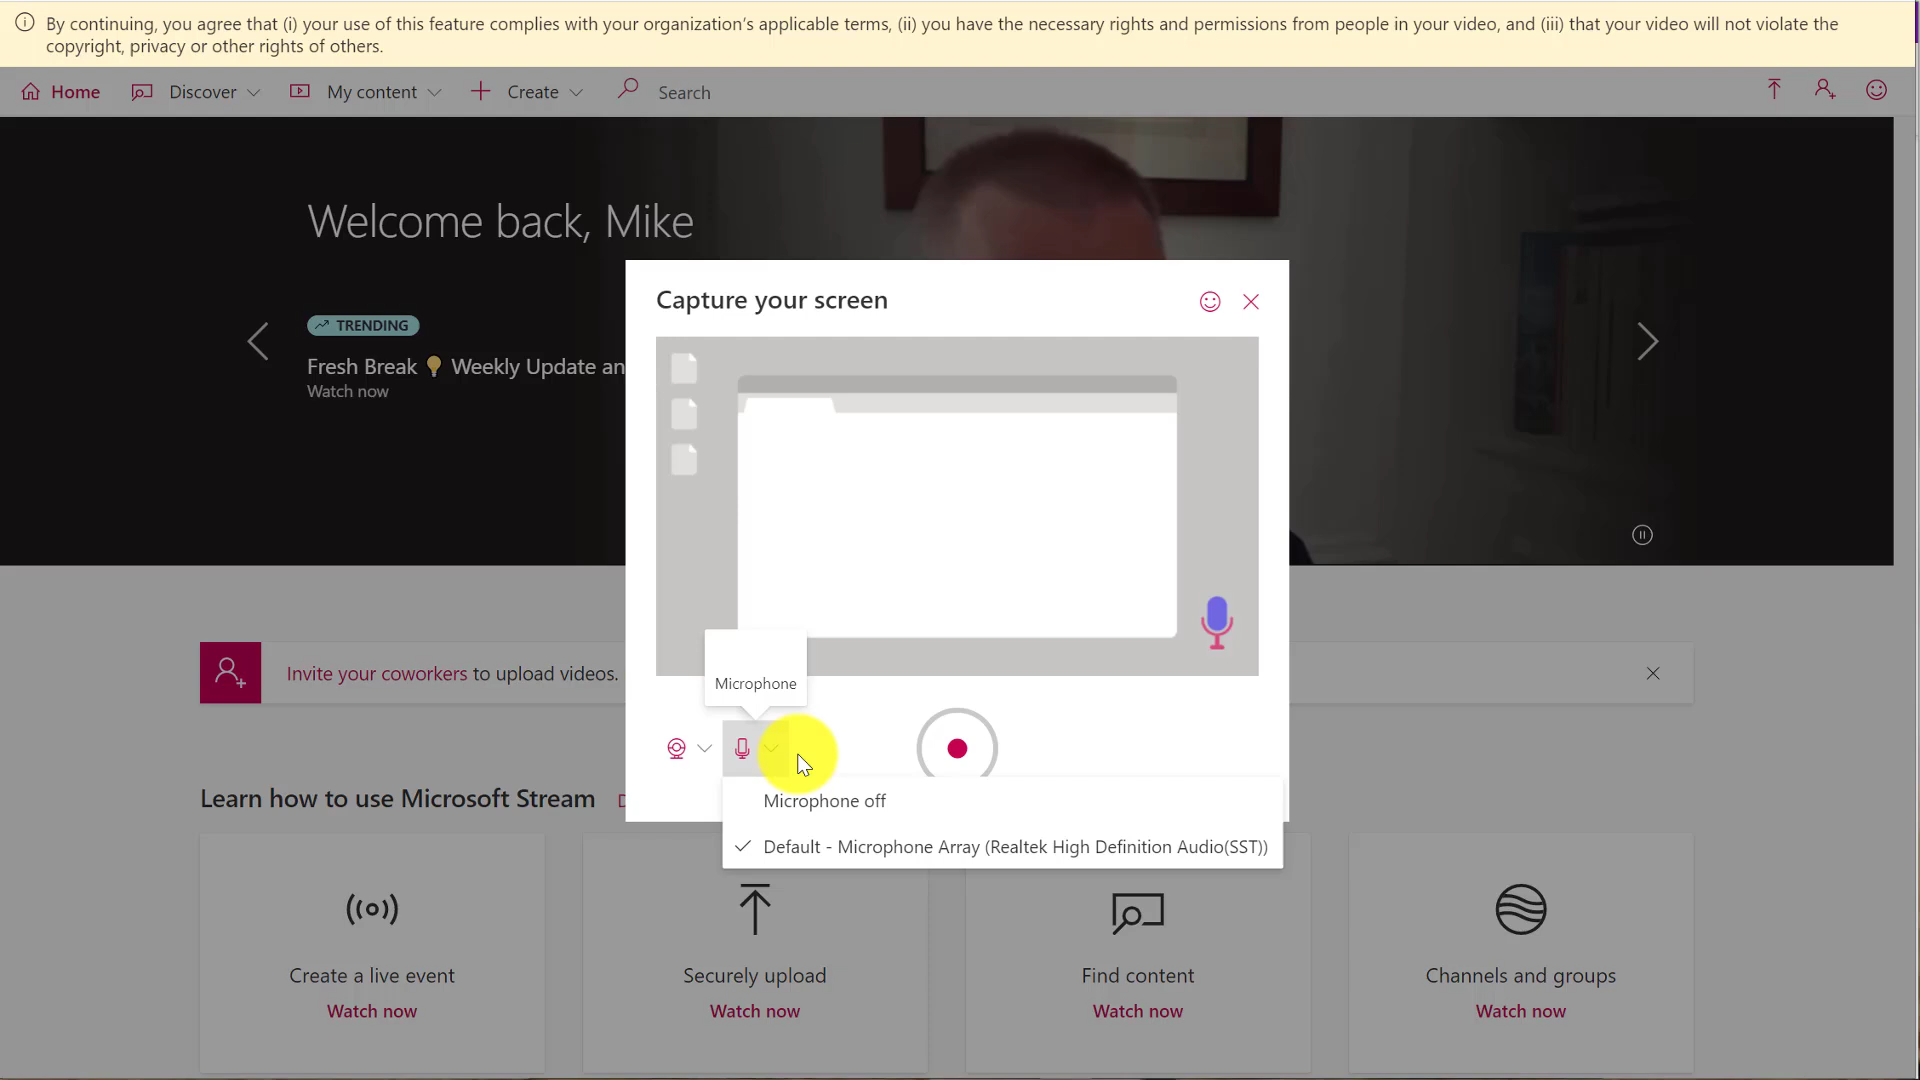 By continuing, you agree that (i) your use of this feature complies with your organization's applicable terms, (ii) you have the necessary rights and permissions from people in your video, and (iii) that your video will not violate the
copyright, privacy or other rights of others.
Home Discover My content Create Search
Welcome back, Mike
TRENDING
Fresh Break 💡 Weekly Update an
Watch now
Capture your screen
Microphone
Invite your coworkers to upload videos.
Microphone off
Default - Microphone Array (Realtek High Definition Audio(SST))
Learn how to use Microsoft Stream
Create a live event
Watch now
Securely upload
Watch now
Find content
Watch now
Channels and groups
Watch now